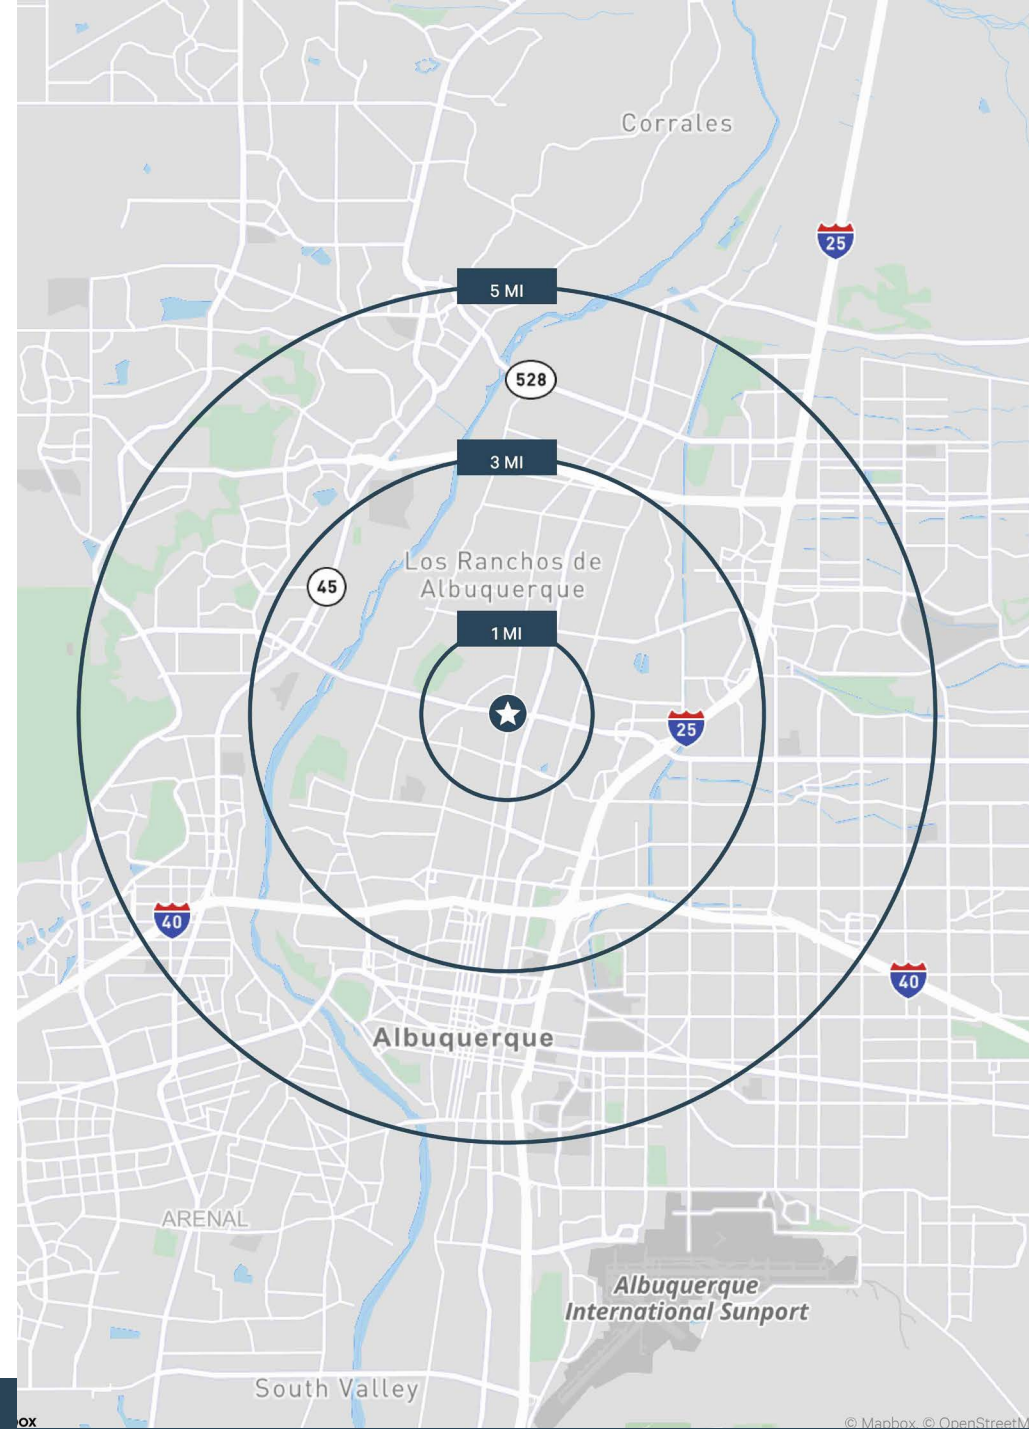 Corrales
25
5 MI
528
3 MI
Los Ranchos de
Albuquerque
45
1 MI
25
40
40
Albuquerque
ARENAL
Albuquerque
International Sunport
South Valley
ox
© Mapbox, © OpenStreetM